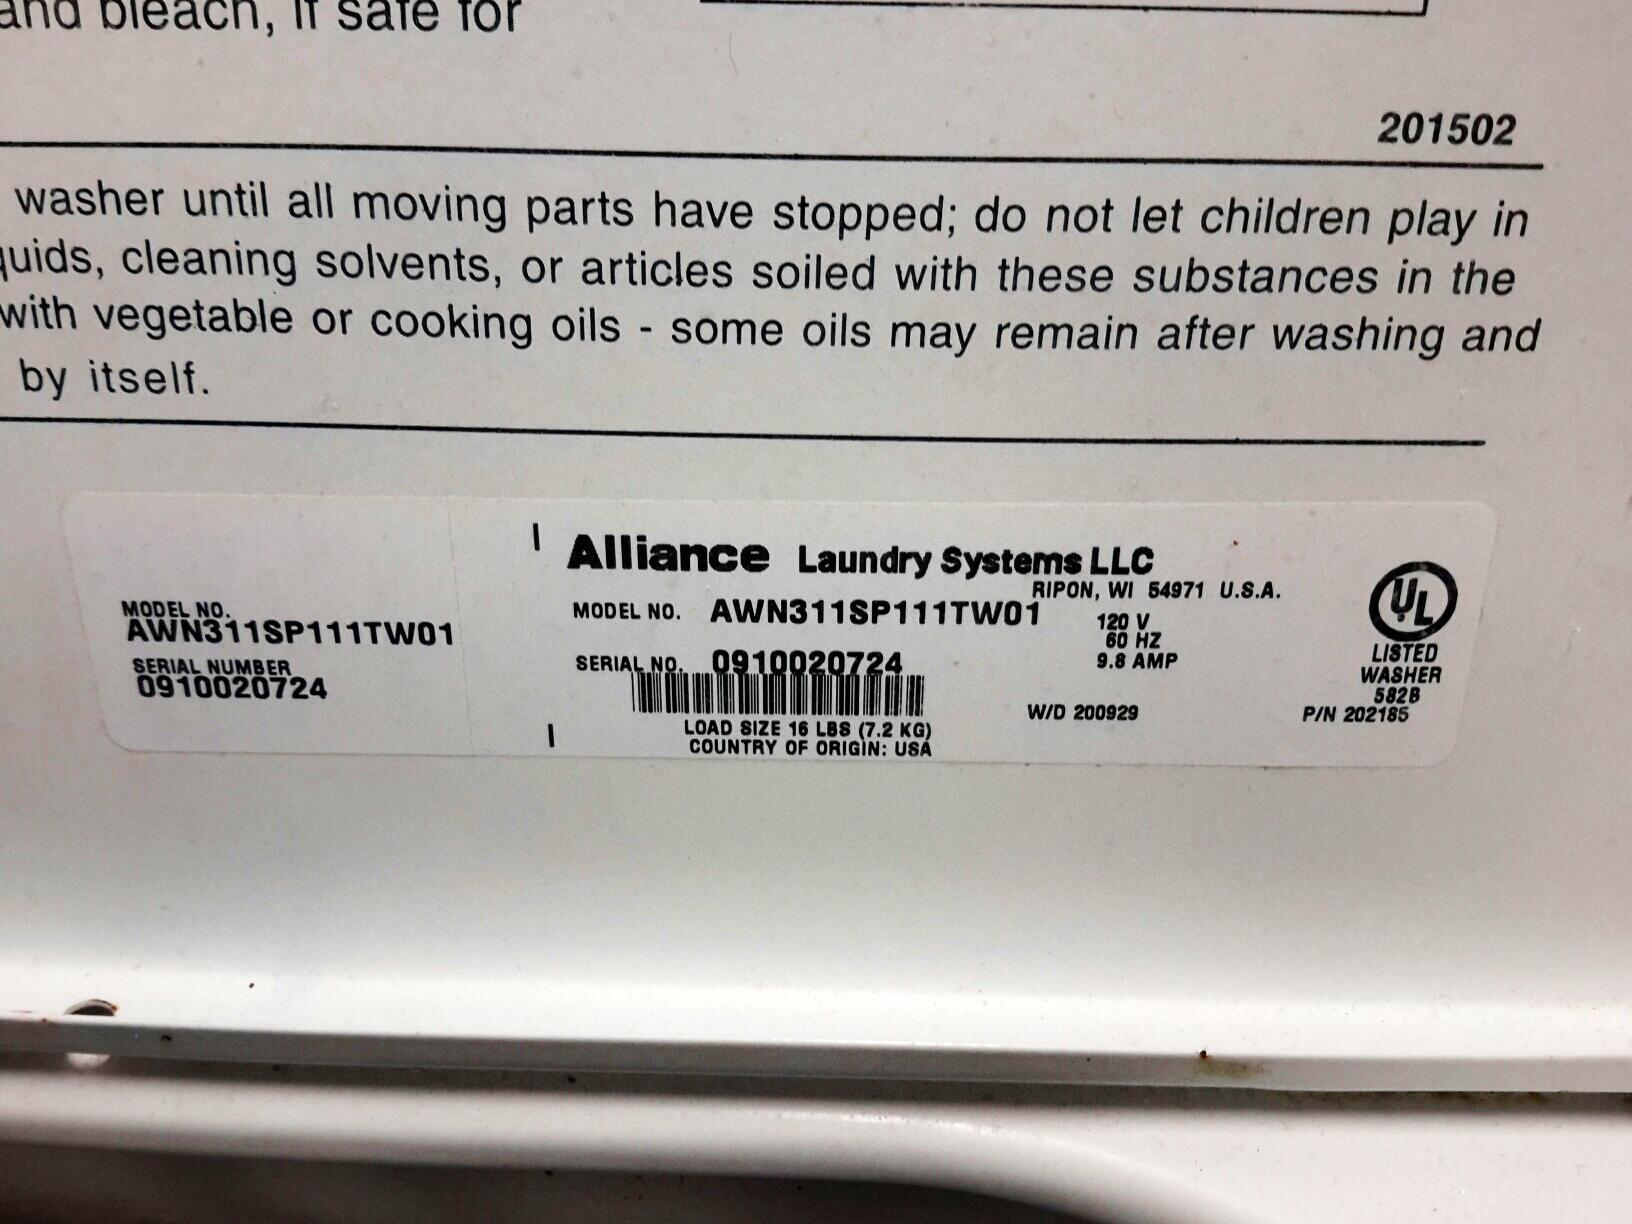 and bleach, if safe for
201502
washer until all moving parts have stopped; do not let children play in
quids, cleaning solvents, or articles soiled with these substances in the
with vegetable or cooking oils - some oils may remain after washing and
by itself.
MODEL NO.
AWN311SP111TW01
SERIAL NUMBER
0910020724
Alliance Laundry Systems LLC
RIPON, WI 54971 U.S.A.
MODEL NO. AWN311SP111TW01
120 V
60 HZ
9.8 AMP
SERIAL NO. 0910020724
W/D 200929
LOAD SIZE 16 LBS (7.2 KG)
COUNTRY OF ORIGIN: USA
UL
LISTED
WASHER
582B
P/N 202185